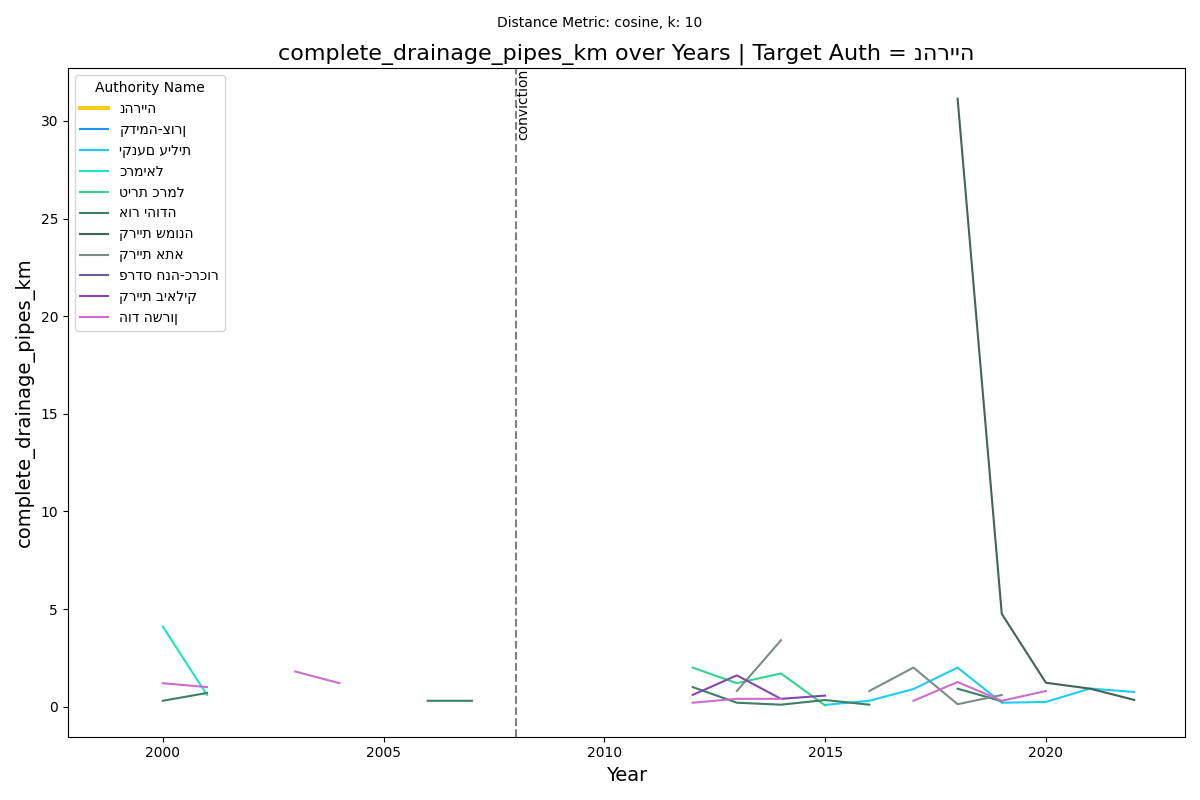 Distance Metric: cosine, k: 10
complete_drainage_pipes_km over Years | Target Auth = נהרייה
Authority Name
נהרייה
קדימה-צורן
יקנעם עילית
כרמיאל
טירת כרמל
אור יהודה
קריית שמונה
קריית אתא
פרדס חנה-כרכור
קריית ביאליק
הוד השרון
conviction
complete_drainage_pipes_km
30
25
20
15
10
5
0
2000 2005 2010 2015 2020
Year